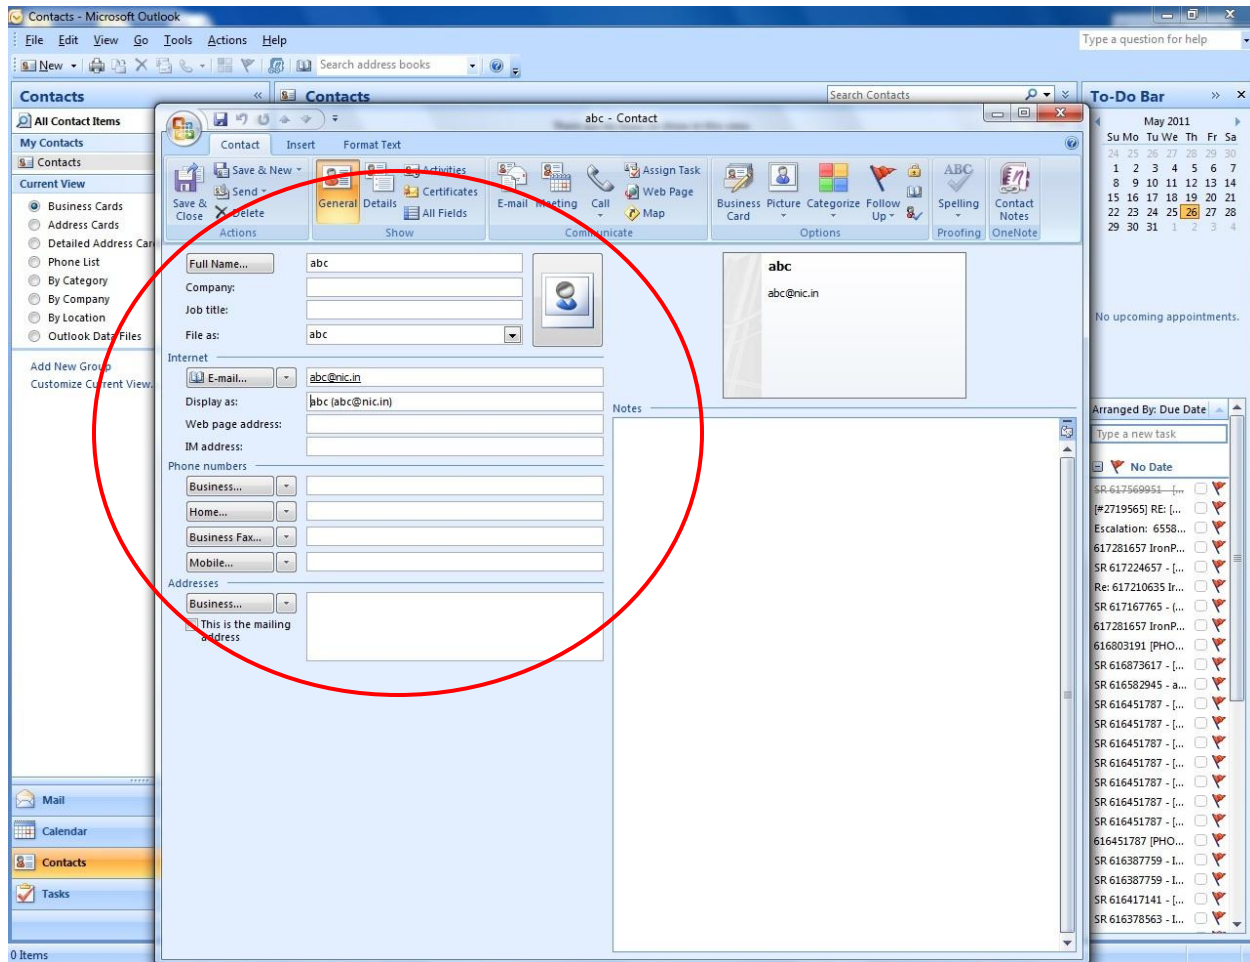 Contacts - Microsoft Outlook
File Edit View Go Tools Actions Help
Type a question for help
New
Search address books
Contacts
All Contact Items
My Contacts
Contacts
Current View
Business Cards
Address Cards
Detailed Address Car
Phone List
By Category
By Company
By Location
Outlook Data Files
Add New Group
Customize Current View.
Mail
Calendar
Contacts
Tasks
0 Items
Contacts
Search Contacts
abc - Contact
Contact Insert Format Text
Save & Close
Save & New
Send
Delete
Actions
General
Details
Activities
Certificates
All Fields
Show
E-mail
Meeting
Call
Assign Task
Web Page
Map
Communicate
Business Card
Picture
Categorize
Follow Up
Options
ABC
Spelling
Proofing
Contact Notes
OneNote
Full Name... abc
Company:
Job title:
File as: abc
Internet
E-mail... abc@nic.in
Display as: abc (abc@nic.in)
Web page address:
IM address:
Phone numbers
Business...
Home...
Business Fax...
Mobile...
Addresses
Business...
This is the mailing
address
abc
abc@nic.in
Notes
To-Do Bar
May 2011
Su Mo Tu We Th Fr Sa
24 25 26 27 28 29 30
1 2 3 4 5 6 7
8 9 10 11 12 13 14
15 16 17 18 19 20 21
22 23 24 25 26 27 28
29 30 31 1 2 3 4
No upcoming appointments.
Arranged By: Due Date
Type a new task
No Date
SR 617569951 - [...
[#2719565] RE: [...
Escalation: 6558...
617281657 IronP...
SR 617224657 - [...
Re: 617210635 Ir...
SR 617167765 - (...
617281657 IronP...
616803191 [PHO...
SR 616873617 - [...
SR 616582945 - a...
SR 616451787 - [...
SR 616451787 - [...
SR 616451787 - [...
SR 616451787 - [...
SR 616451787 - [...
SR 616451787 - [...
SR 616451787 - [...
616451787 [PHO...
SR 616387759 - I...
SR 616387759 - I...
SR 616417141 - [...
SR 616378563 - I...